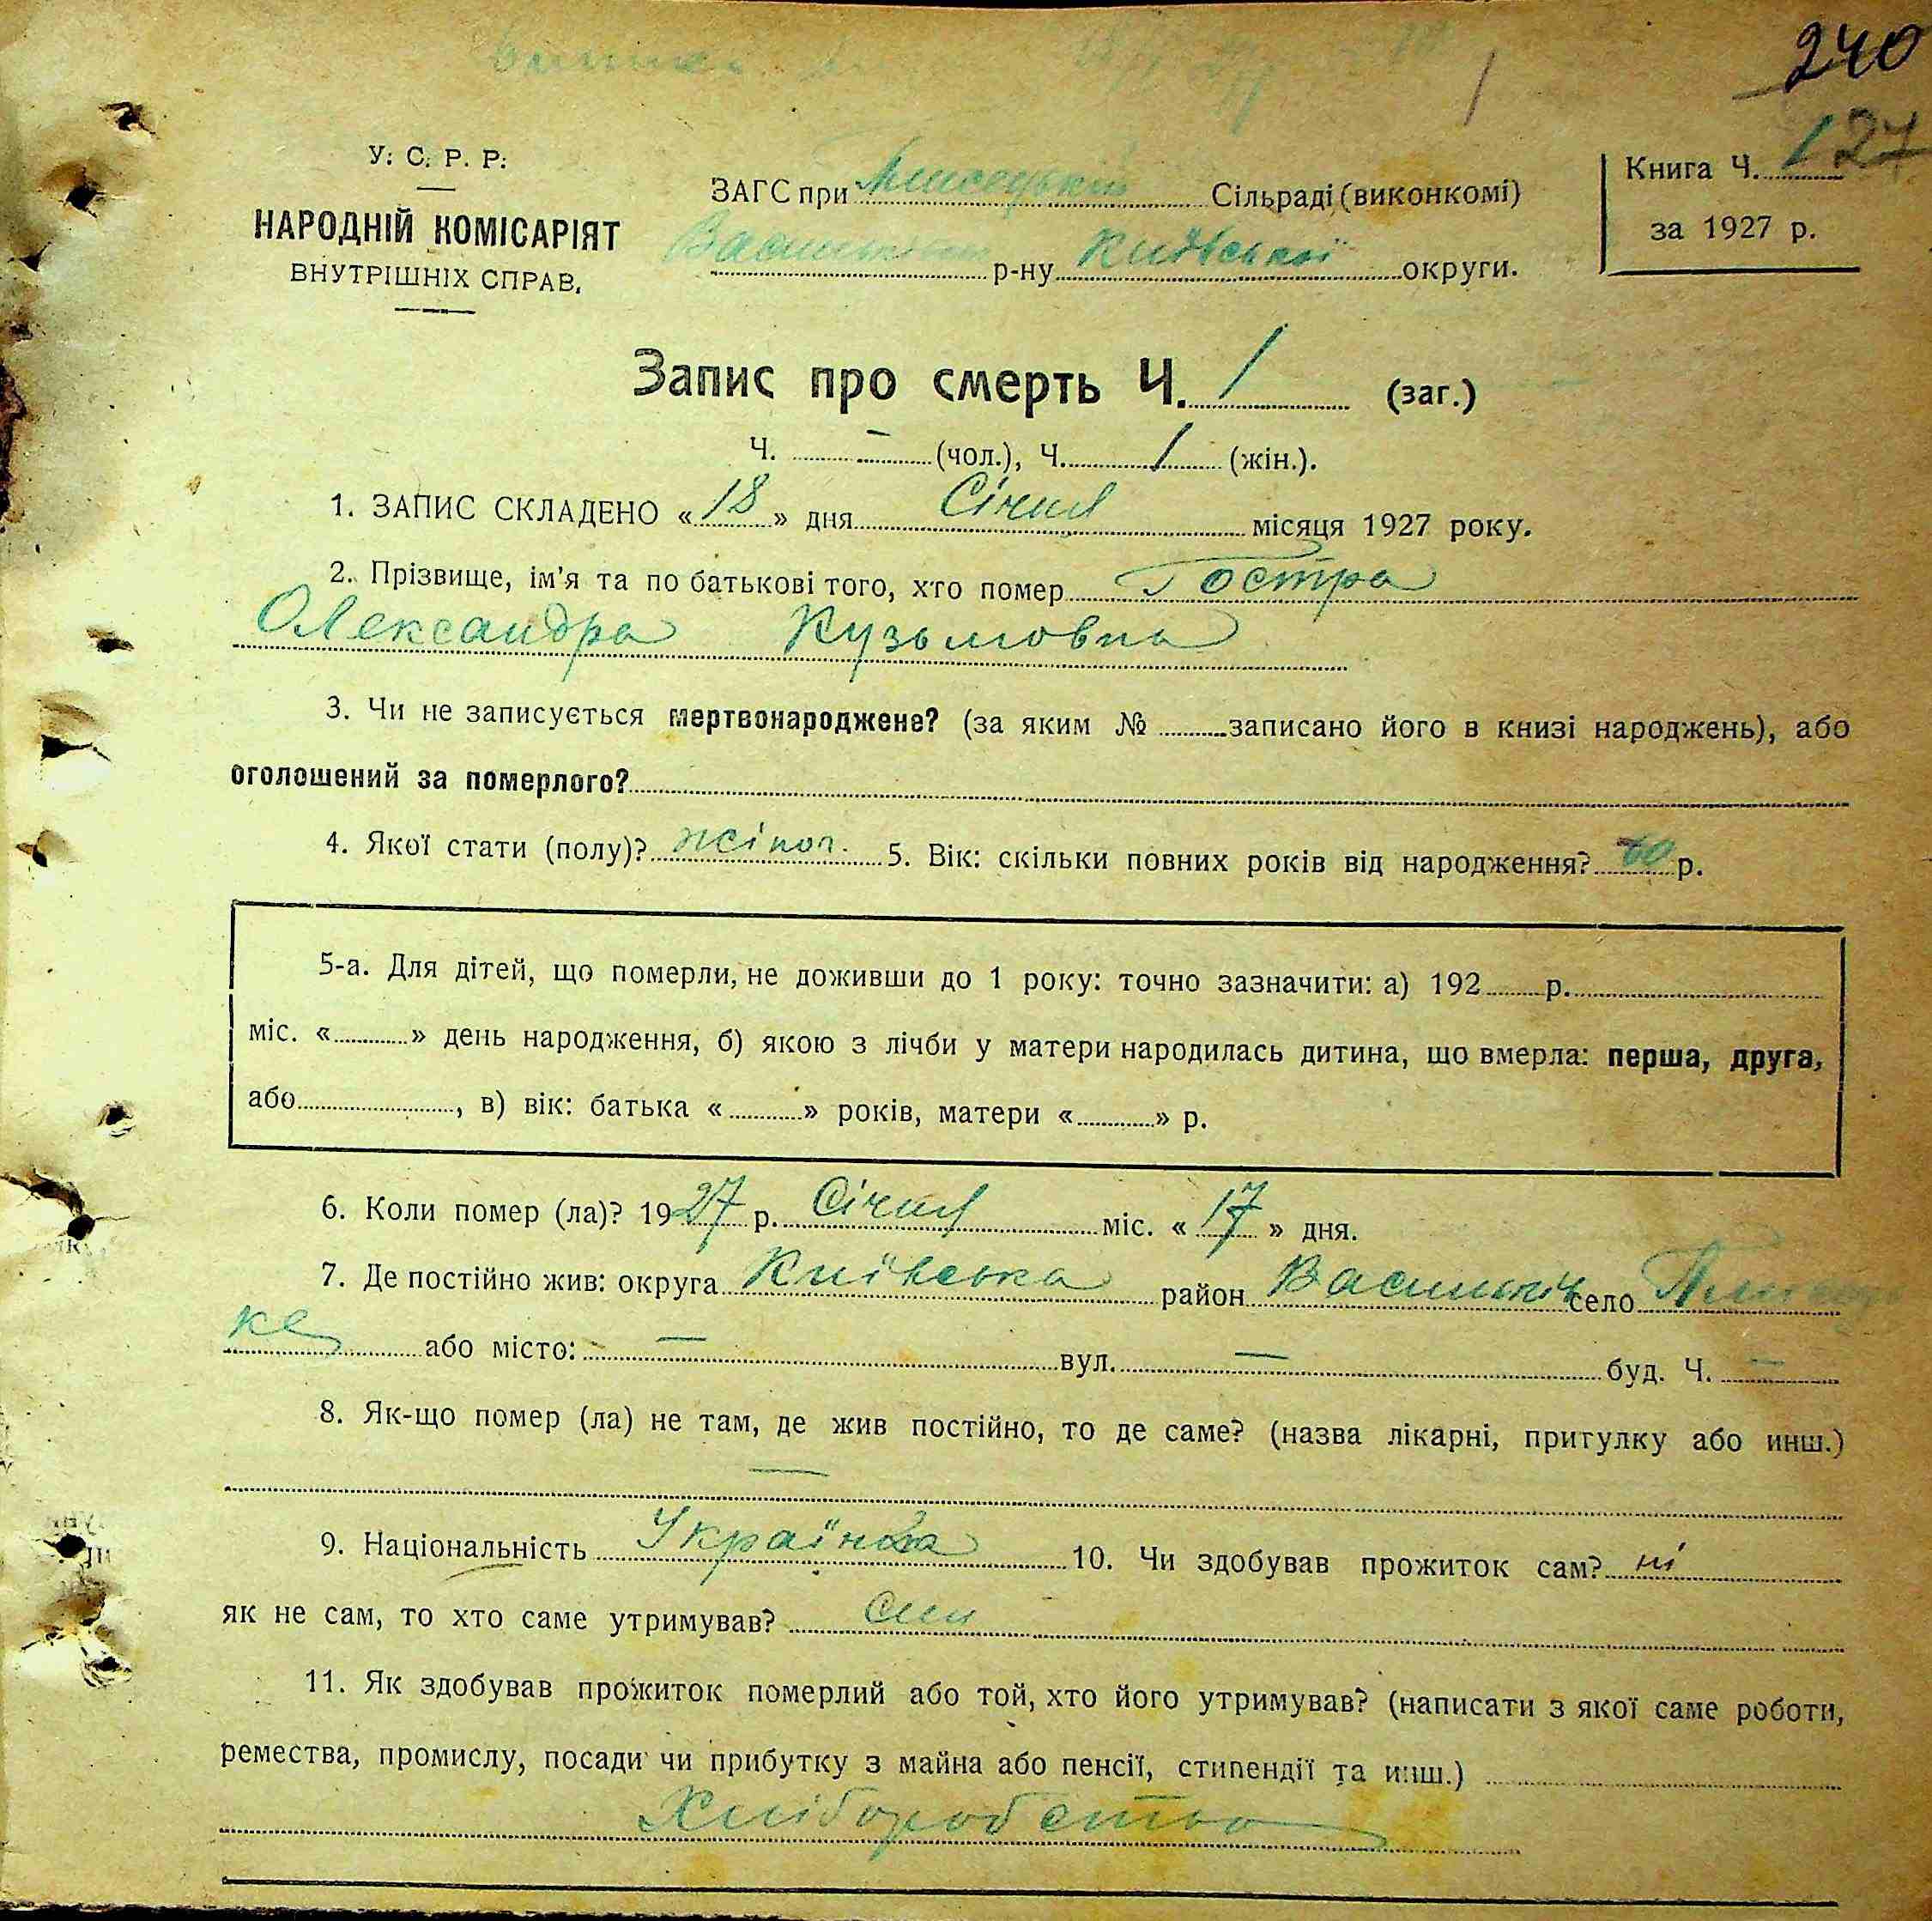 240
127
У. С. Р. Р.
НАРОДНІЙ КОМІСАРІЯТ
ВНУТРІШНІХ СПРАВ.
ЗАГС при Сільраді (виконкомі)
р-ну Київської округи.
Книга Ч. 1
за 1927 р.
Запис про смерть Ч. 1 (заг.)
Ч. — (чол.), Ч. 1 (жін.).
1. ЗАПИС СКЛАДЕНО «18» дня Січня місяця 1927 року.
2. Прізвище, ім'я та по батькові того, хто помер Гостра
Олександра Кузьмовна
3. Чи не записується мертвонароджене? (за яким № записано його в книзі народжень), або
оголошений за померлого?
4. Якої стати (полу)? жіноч. 5. Вік: скільки повних років від народження? 60 р.
5-а. Для дітей, що померли, не доживши до 1 року: точно зазначити: а) 192 р.
міс. « » день народження, б) якою з лічби у матери народилась дитина, що вмерла: перша, друга,
або , в) вік: батька « » років, матери « » р.
6. Коли помер (ла)? 1927 р. Січня міс. «17» дня.
7. Де постійно жив: округа Київська район Васильків село
ке або місто: — вул. — буд. Ч. —
8. Як-що помер (ла) не там, де жив постійно, то де саме? (назва лікарні, притулку або инш.)
—
9. Національність Українка 10. Чи здобував прожиток сам? ні
як не сам, то хто саме утримував? син
11. Як здобував прожиток померлий або той, хто його утримував? (написати з якої саме роботи,
ремества, промислу, посади чи прибутку з майна або пенсії, стипендії та инш.)
Хліборобство